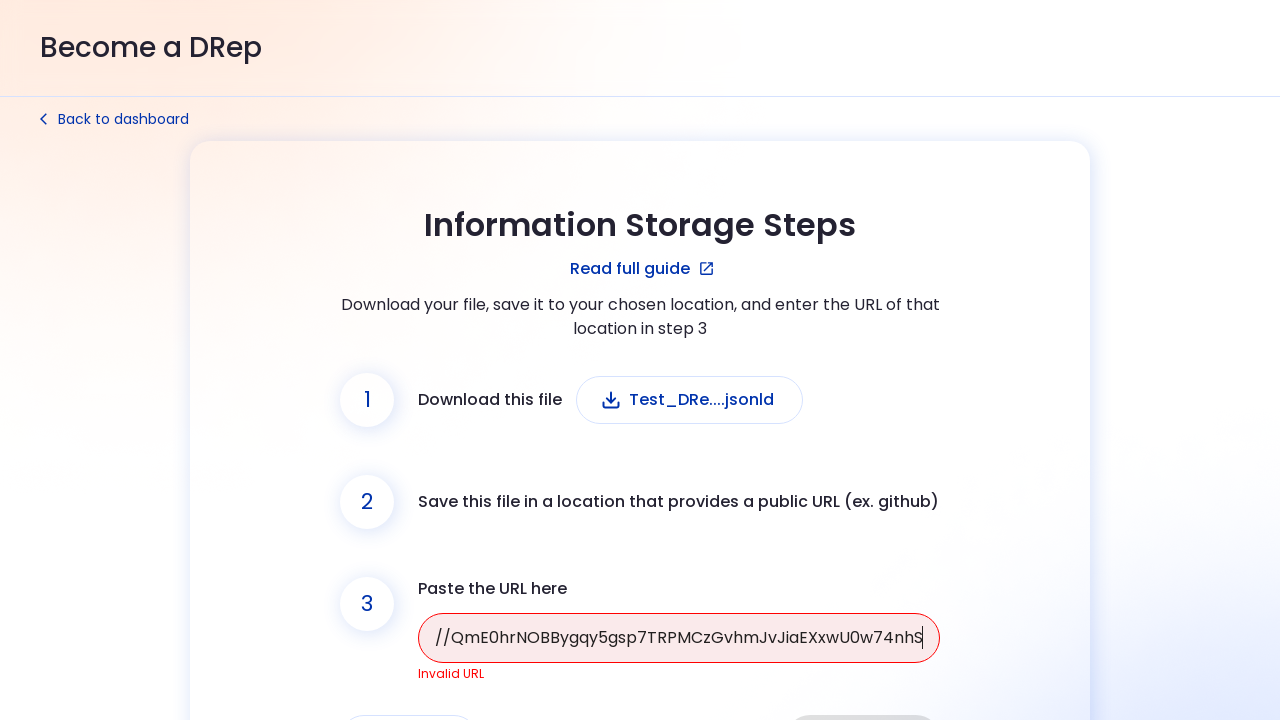 Become a DRep
Back to dashboard
Information Storage Steps
Read full guide
Download your file, save it to your chosen location, and enter the URL of that
location in step 3
1
Download this file
Test_DRe....jsonld
2
Save this file in a location that provides a public URL (ex. github)
3
Paste the URL here
//QmE0hrNOBBygqy5gsp7TRPMCzGvhmJvJiaEXxwU0w74nhS
Invalid URL